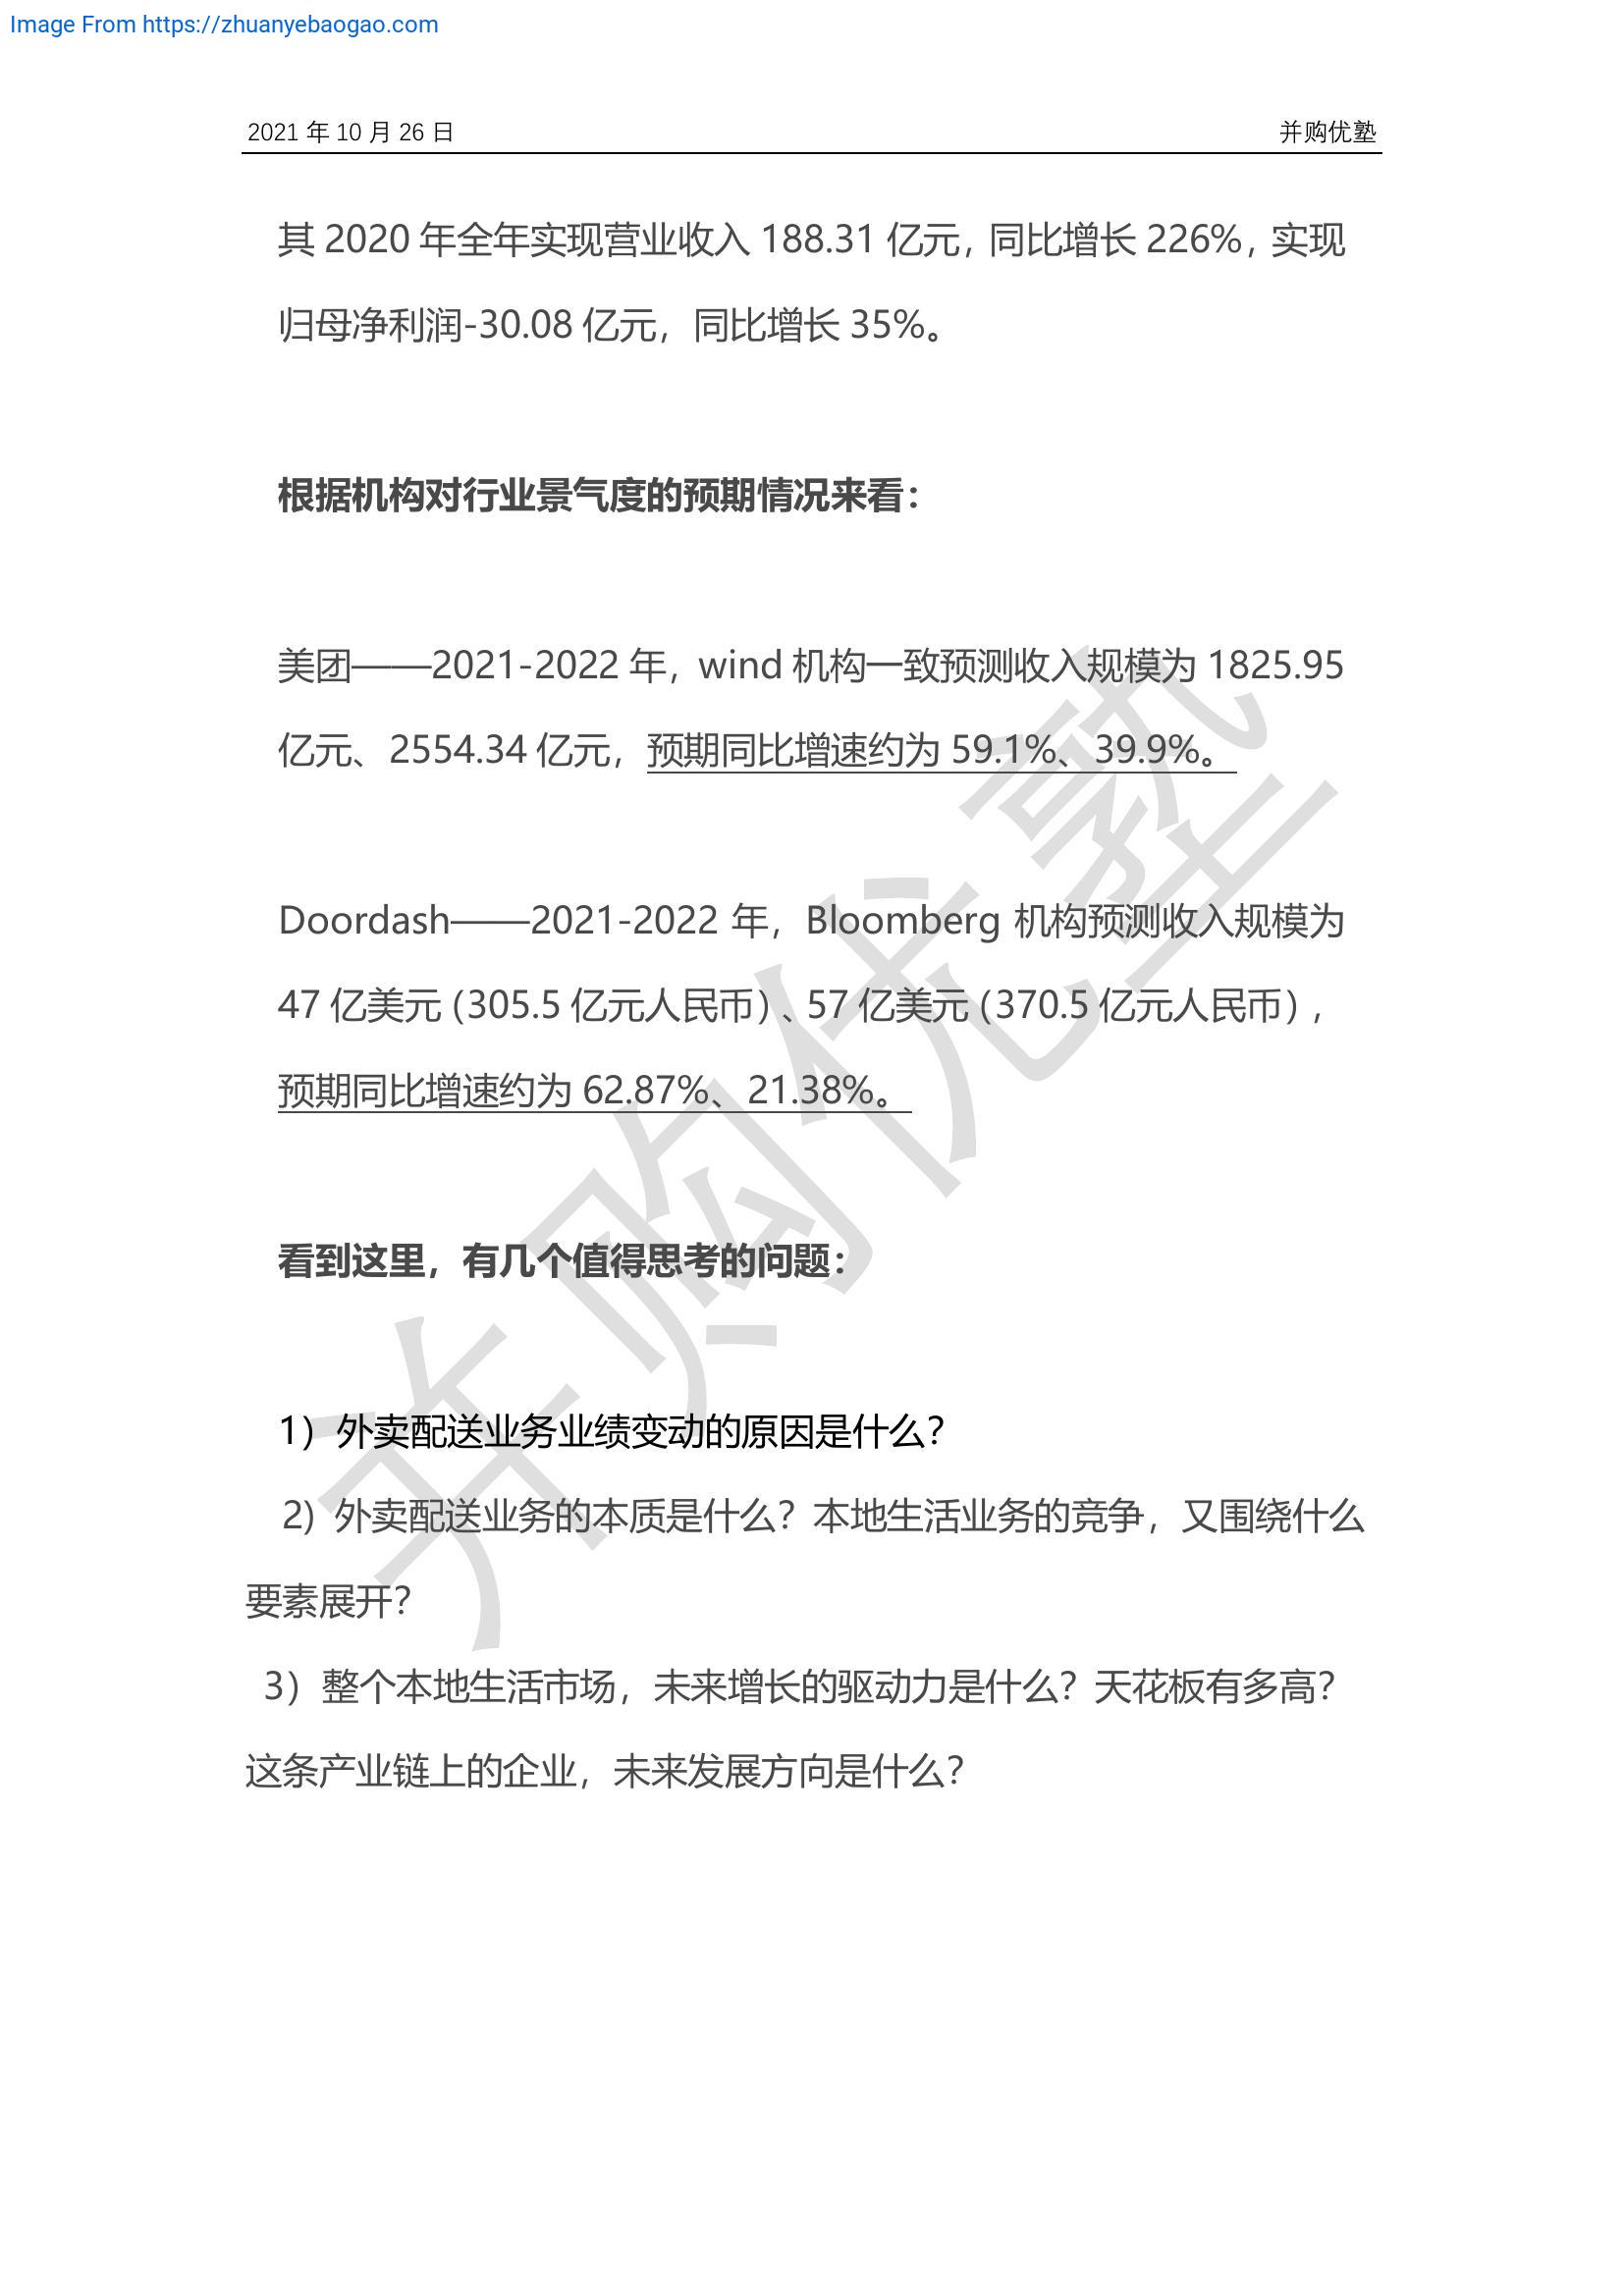 Image From https://zhuanyebaogao.com
2021 年 10 月 26 日 并购优塾
其 2020 年全年实现营业收入 188.31 亿元，同比增长 226%，实现
归母净利润-30.08 亿元，同比增长 35%。
根据机构对行业景气度的预期情况来看：
美团——2021-2022 年，wind 机构一致预测收入规模为 1825.95
亿元、2554.34 亿元，预期同比增速约为 59.1%、39.9%。
Doordash——2021-2022 年，Bloomberg 机构预测收入规模为
47 亿美元（305.5 亿元人民币）、57 亿美元（370.5 亿元人民币），
预期同比增速约为 62.87%、21.38%。
看到这里，有几个值得思考的问题：
1）外卖配送业务业绩变动的原因是什么？
2）外卖配送业务的本质是什么？本地生活业务的竞争，又围绕什么
要素展开？
3）整个本地生活市场，未来增长的驱动力是什么？天花板有多高？
这条产业链上的企业，未来发展方向是什么？
并购优塾